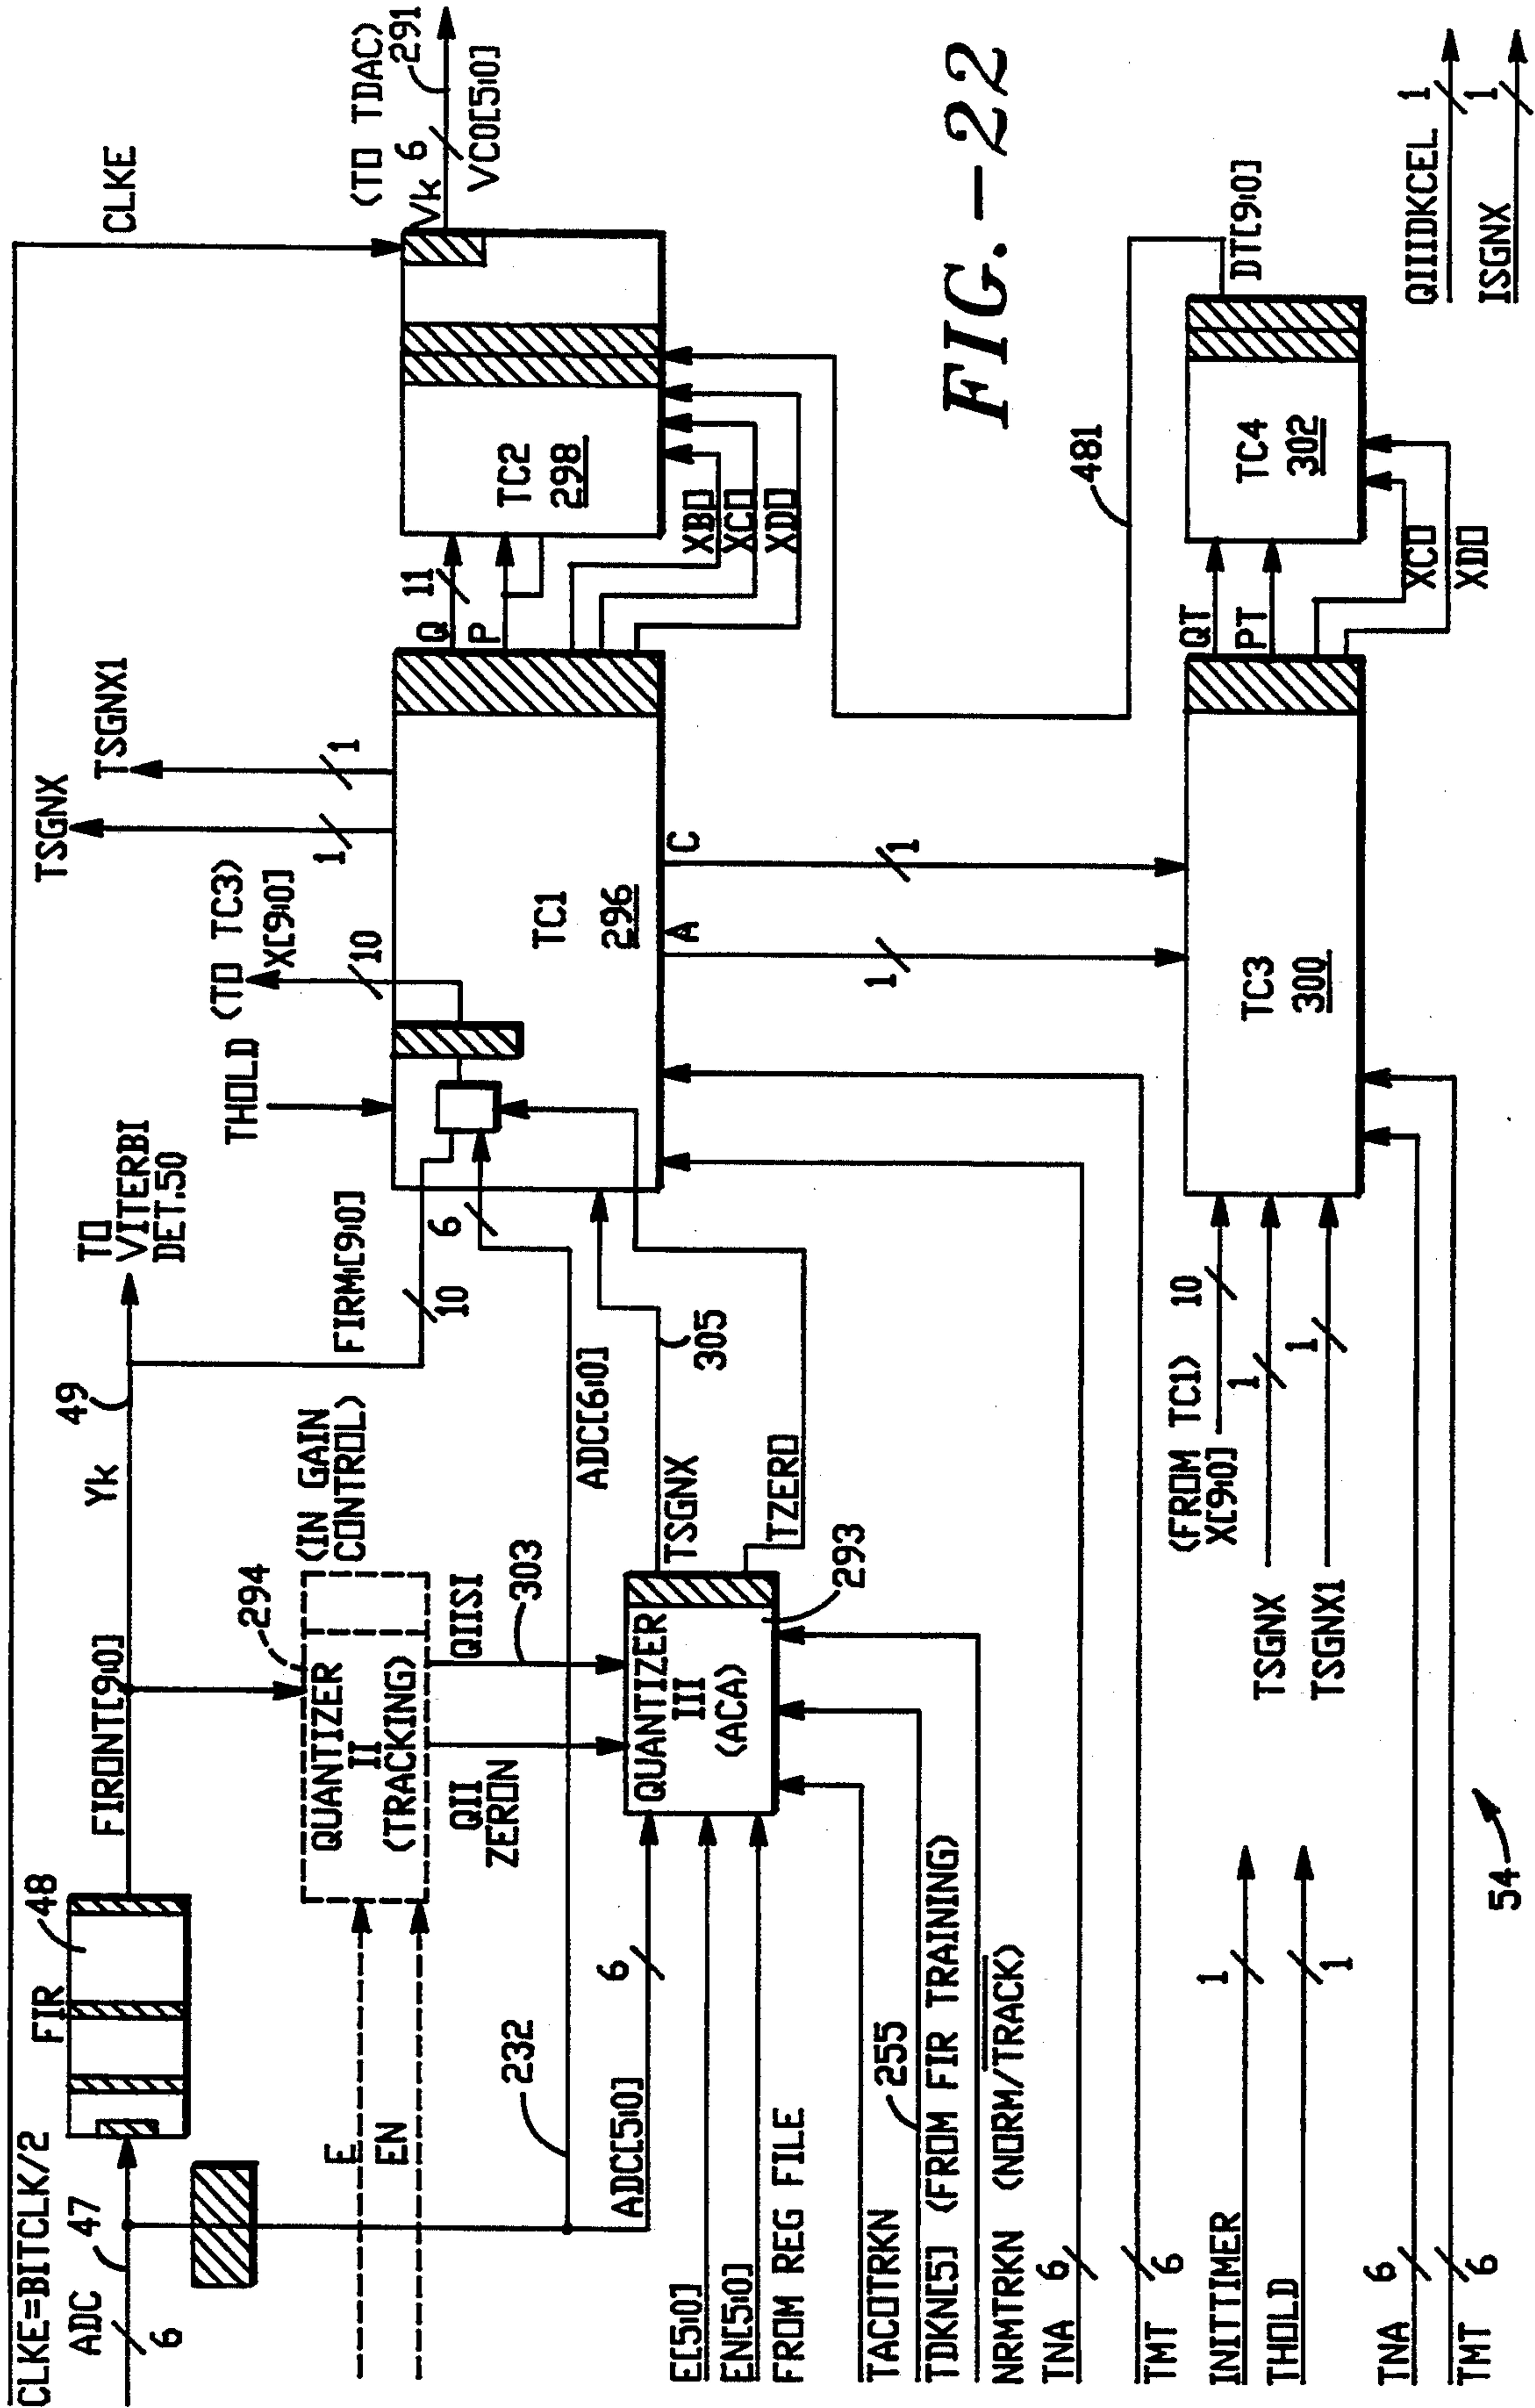 CLKE=BITCLK/2
CLKE
ADC
47
6
FIR
48
FIRONT[9:0]
Yk
49
TO
VITERBI
DET.50
294
QUANTIZER
II
(TRACKING)
(IN GAIN
CONTROL)
E
EN
QII
ZERON
QIISI
303
232
ADC[5:0]
6
ADC[6:0]
6
FIRM[9:0]
10
E[5:0]
EN[5:0]
FROM REG FILE
QUANTIZER
III
(ACA)
293
TSGNX
305
TZERO
TACOTRKN
255
TDKN[5] (FROM FIR TRAINING)
NRMTRKN (NORM/TRACK)
TNA
6
TMT
6
THOLD
(TO TC3)
X[9:0]
10
TSGNX
1
TSGNX1
1
TC1
296
A
1
C
1
Q
11
P
XBO
XCO
XDO
TC2
298
Vk
6
(TO TDAC)
291
VCO[5:0]
FIG.-22
481
INITTIMER
1
THOLD
1
(FROM TC1)
X[9:0]
10
TSGNX
1
TSGNX1
1
TC3
300
QT
PT
XCO
XDO
TC4
302
DT[9:0]
TNA
6
TMT
6
54
QIIIDKCEL
1
ISGNX
1